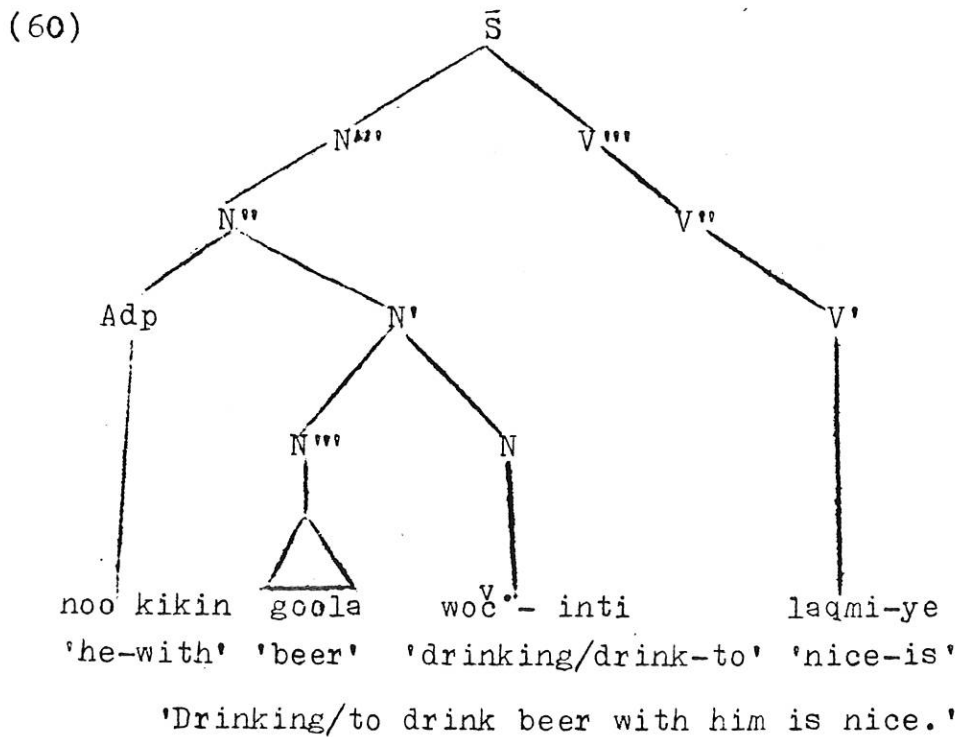 (60)
S̄
N''' V'''
N'' V''
Adp N' V'
N''' N
noo kikin goola woč·- inti laqmi-ye
'he-with' 'beer' 'drinking/drink-to' 'nice-is'
'Drinking/to drink beer with him is nice.'